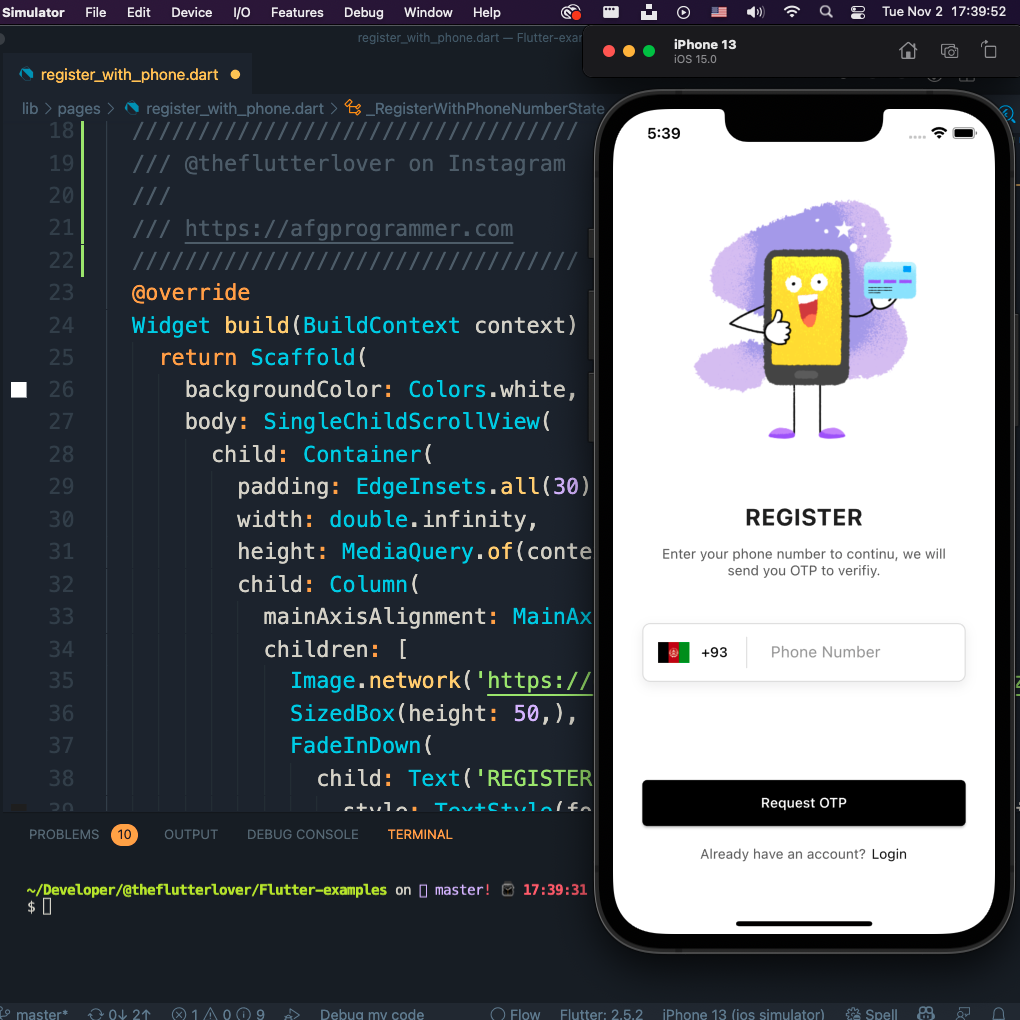 Simulator File Edit Device I/O Features Debug Window Help Tue Nov 2 17:39:52
register_with_phone.dart — Flutter-exa
register_with_phone.dart
lib > pages > register_with_phone.dart > _RegisterWithPhoneNumberState
18 //////////////////////////////////
19 /// @theflutterlover on Instagram
20 ///
21 /// https://afgprogrammer.com
22 //////////////////////////////////
23 @override
24 Widget build(BuildContext context)
25 return Scaffold(
26 backgroundColor: Colors.white,
27 body: SingleChildScrollView(
28 child: Container(
29 padding: EdgeInsets.all(30)
30 width: double.infinity,
31 height: MediaQuery.of(conte
32 child: Column(
33 mainAxisAlignment: MainAx
34 children: [
35 Image.network('https://
36 SizedBox(height: 50,),
37 FadeInDown(
38 child: Text('REGISTER
39 style: TextStyle(fo
PROBLEMS 10 OUTPUT DEBUG CONSOLE TERMINAL
~/Developer/@theflutterlover/Flutter-examples on master! 17:39:31
$
master* 0↓ 2↑ 1 0 9 Debug my code Flow Flutter: 2.5.2 iPhone 13 (ios simulator) Spell
iPhone 13
iOS 15.0
5:39
REGISTER
Enter your phone number to continu, we will
send you OTP to verifiy.
+93 Phone Number
Request OTP
Already have an account? Login